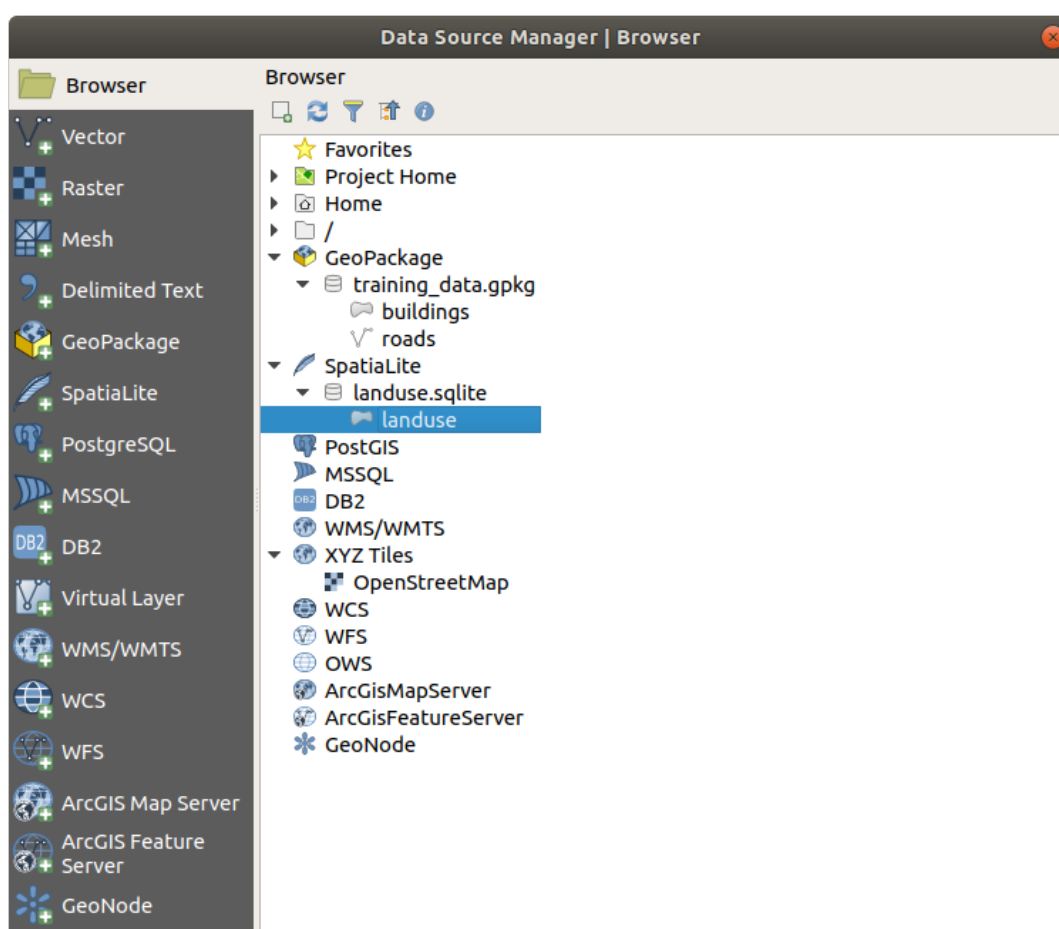 Data Source Manager | Browser
Browser
Vector
Raster
Mesh
Delimited Text
GeoPackage
SpatiaLite
PostgreSQL
MSSQL
DB2
DB2
Virtual Layer
WMS/WMTS
WCS
WFS
ArcGIS Map Server
ArcGIS Feature
Server
GeoNode
Browser
Favorites
Project Home
Home
/
GeoPackage
training_data.gpkg
buildings
roads
SpatiaLite
landuse.sqlite
landuse
PostGIS
MSSQL
DB2
DB2
WMS/WMTS
XYZ Tiles
OpenStreetMap
WCS
WFS
OWS
ArcGisMapServer
ArcGisFeatureServer
GeoNode